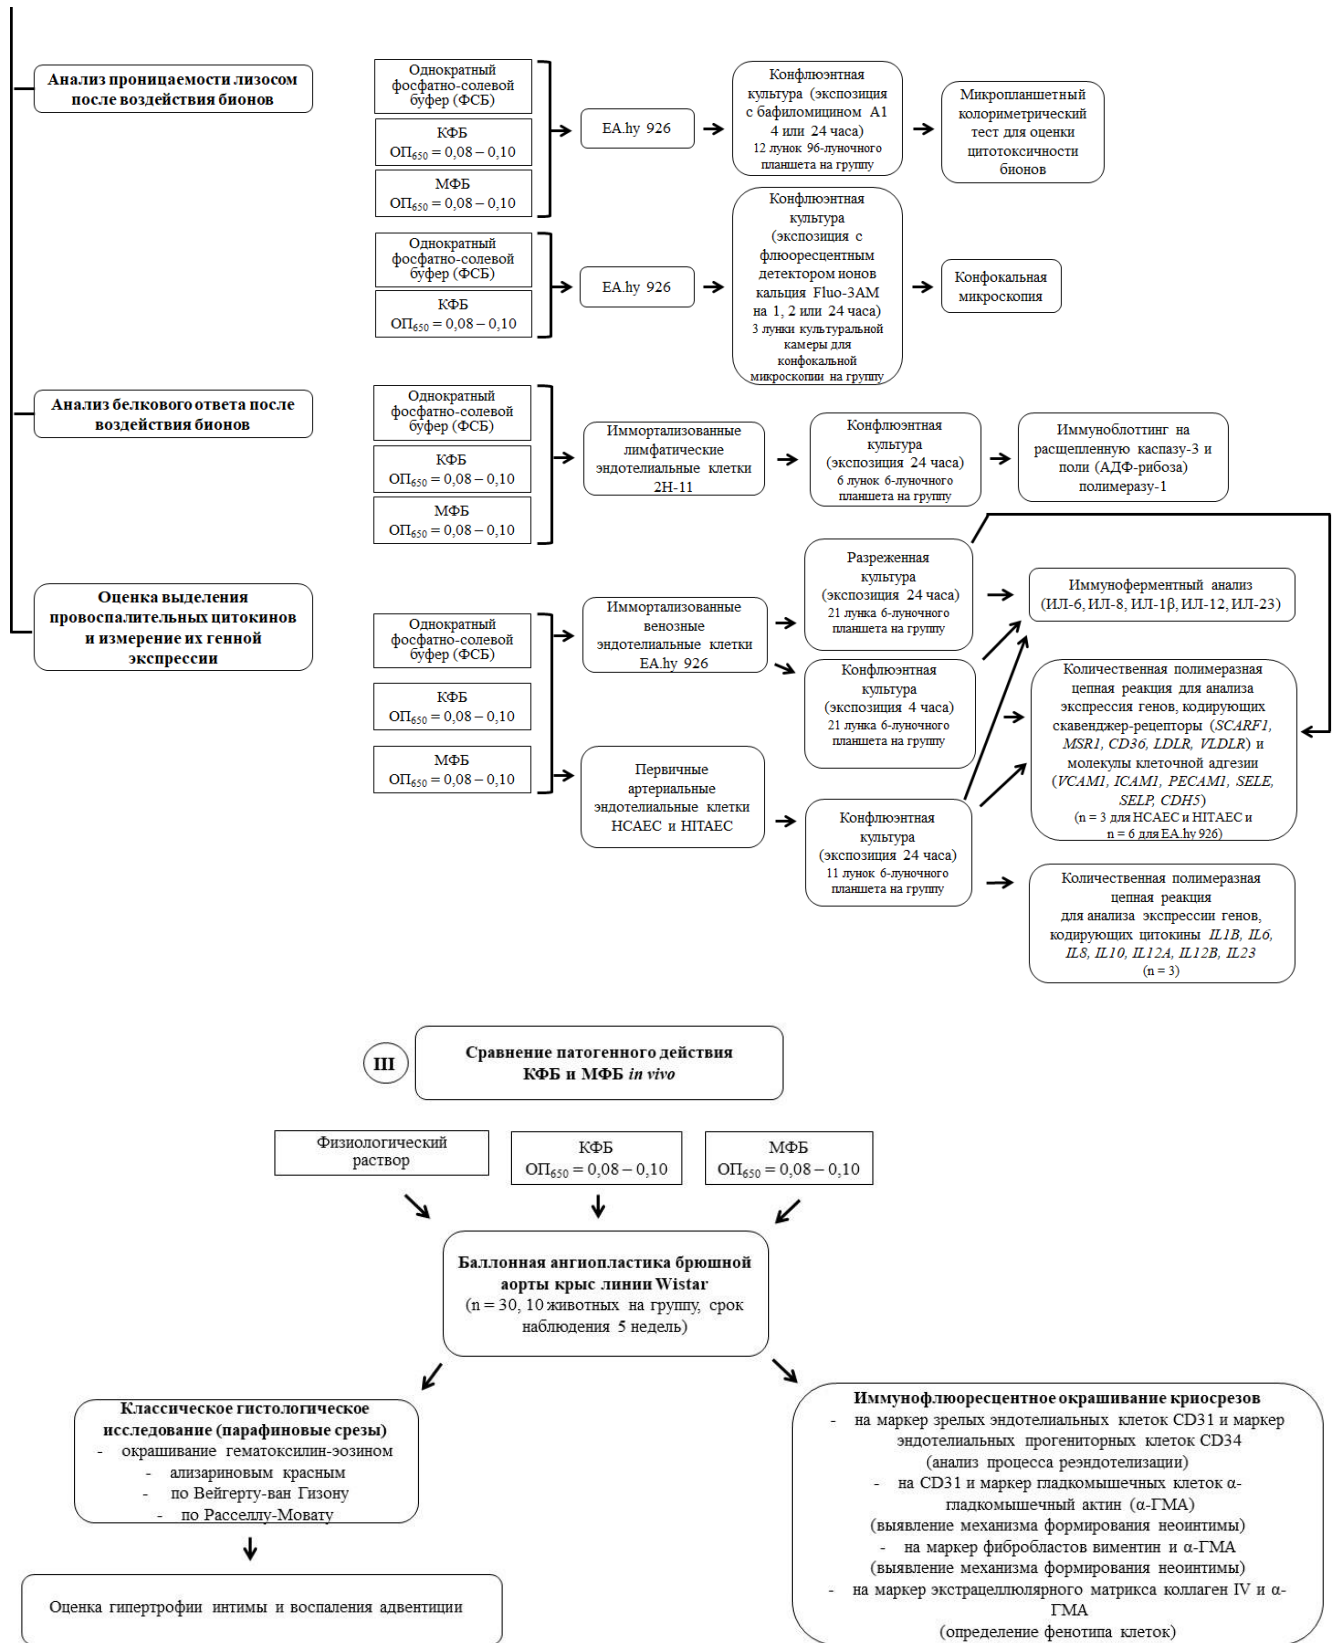 Анализ проницаемости лизосом
после воздействия бионов
Однократный
фосфатно-солевой
буфер (ФСБ)
КФБ
ОП650 = 0,08 – 0,10
МФБ
ОП650 = 0,08 – 0,10
EA.hy 926
Конфлюэнтная
культура (экспозиция
с бафиломицином А1
4 или 24 часа)
12 лунок 96-луночного
планшета на группу
Микропланшетный
колориметрический
тест для оценки
цитотоксичности
бионов
Однократный
фосфатно-солевой
буфер (ФСБ)
КФБ
ОП650 = 0,08 – 0,10
EA.hy 926
Конфлюэнтная
культура
(экспозиция с
флюоресцентным
детектором ионов
кальция Fluo-3AM
на 1, 2 или 24 часа)
3 лунки культуральной
камеры для
конфокальной
микроскопии на группу
Конфокальная
микроскопия
Анализ белкового ответа после
воздействия бионов
Однократный
фосфатно-солевой
буфер (ФСБ)
КФБ
ОП650 = 0,08 – 0,10
МФБ
ОП650 = 0,08 – 0,10
Иммортализованные
лимфатические
эндотелиальные клетки
2H-11
Конфлюэнтная
культура
(экспозиция 24 часа)
6 лунок 6-луночного
планшета на группу
Иммуноблоттинг на
расщепленную каспазу-3 и
поли (АДФ-рибоза)
полимеразу-1
Оценка выделения
провоспалительных цитокинов
и измерение их генной
экспрессии
Однократный
фосфатно-солевой
буфер (ФСБ)
КФБ
ОП650 = 0,08 – 0,10
МФБ
ОП650 = 0,08 – 0,10
Иммортализованные
венозные
эндотелиальные клетки
EA.hy 926
Первичные
артериальные
эндотелиальные клетки
HCAEC и HITAEC
Разреженная
культура
(экспозиция 24 часа)
21 лунка 6-луночного
планшета на группу
Конфлюэнтная
культура
(экспозиция 4 часа)
21 лунка 6-луночного
планшета на группу
Конфлюэнтная
культура
(экспозиция 24 часа)
11 лунок 6-луночного
планшета на группу
Иммуноферментный анализ
(ИЛ-6, ИЛ-8, ИЛ-1β, ИЛ-12, ИЛ-23)
Количественная полимеразная
цепная реакция для анализа
экспрессия генов, кодирующих
скавенджер-рецепторы (SCARF1,
MSR1, CD36, LDLR, VLDLR) и
молекулы клеточной адгезии
(VCAM1, ICAM1, PECAM1, SELE,
SELP, CDH5)
(n = 3 для HCAEC и HITAEC и
n = 6 для EA.hy 926)
Количественная полимеразная
цепная реакция
для анализа экспрессии генов,
кодирующих цитокины IL1B, IL6,
IL8, IL10, IL12A, IL12B, IL23
(n = 3)
III
Сравнение патогенного действия
КФБ и МФБ in vivo
Физиологический
раствор
КФБ
ОП650 = 0,08 – 0,10
МФБ
ОП650 = 0,08 – 0,10
Баллонная ангиопластика брюшной
аорты крыс линии Wistar
(n = 30, 10 животных на группу, срок
наблюдения 5 недель)
Классическое гистологическое
исследование (парафиновые срезы)
- окрашивание гематоксилин-эозином
- ализариновым красным
- по Вейгерту-ван Гизону
- по Расселлу-Мовату
Оценка гипертрофии интимы и воспаления адвентиции
Иммунофлюоресцентное окрашивание криосрезов
- на маркер зрелых эндотелиальных клеток CD31 и маркер
эндотелиальных прогениторных клеток CD34
(анализ процесса реэндотелизации)
- на CD31 и маркер гладкомышечных клеток α-
гладкомышечный актин (α-ГМА)
(выявление механизма формирования неоинтимы)
- на маркер фибробластов виментин и α-ГМА
(выявление механизма формирования неоинтимы)
- на маркер экстрацеллюлярного матрикса коллаген IV и α-
ГМА
(определение фенотипа клеток)